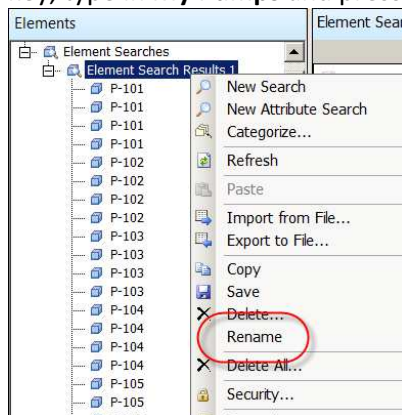 Elements
Element Sear
Element Searches
Element Search Results 1
P-101
P-101
P-101
P-101
P-102
P-102
P-102
P-102
P-103
P-103
P-103
P-103
P-104
P-104
P-104
P-104
P-105
P-105
New Search
New Attribute Search
Categorize...
Refresh
Paste
Import from File...
Export to File...
Copy
Save
Delete...
Rename
Delete All...
Security...